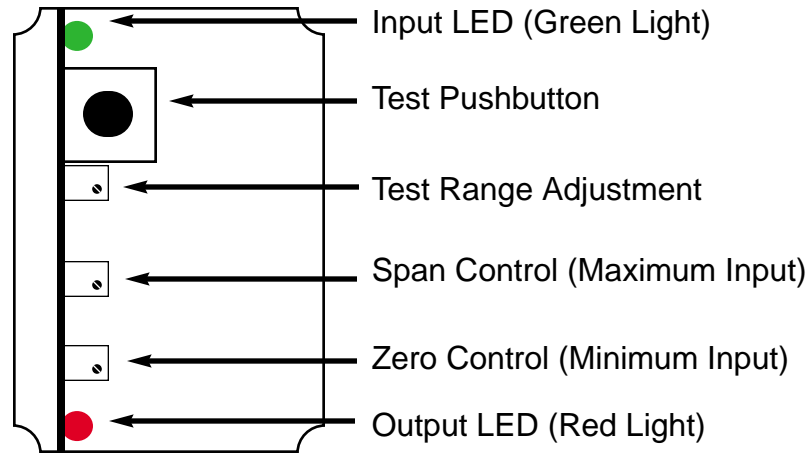 Input LED (Green Light)
Test Pushbutton
Test Range Adjustment
Span Control (Maximum Input)
Zero Control (Minimum Input)
Output LED (Red Light)